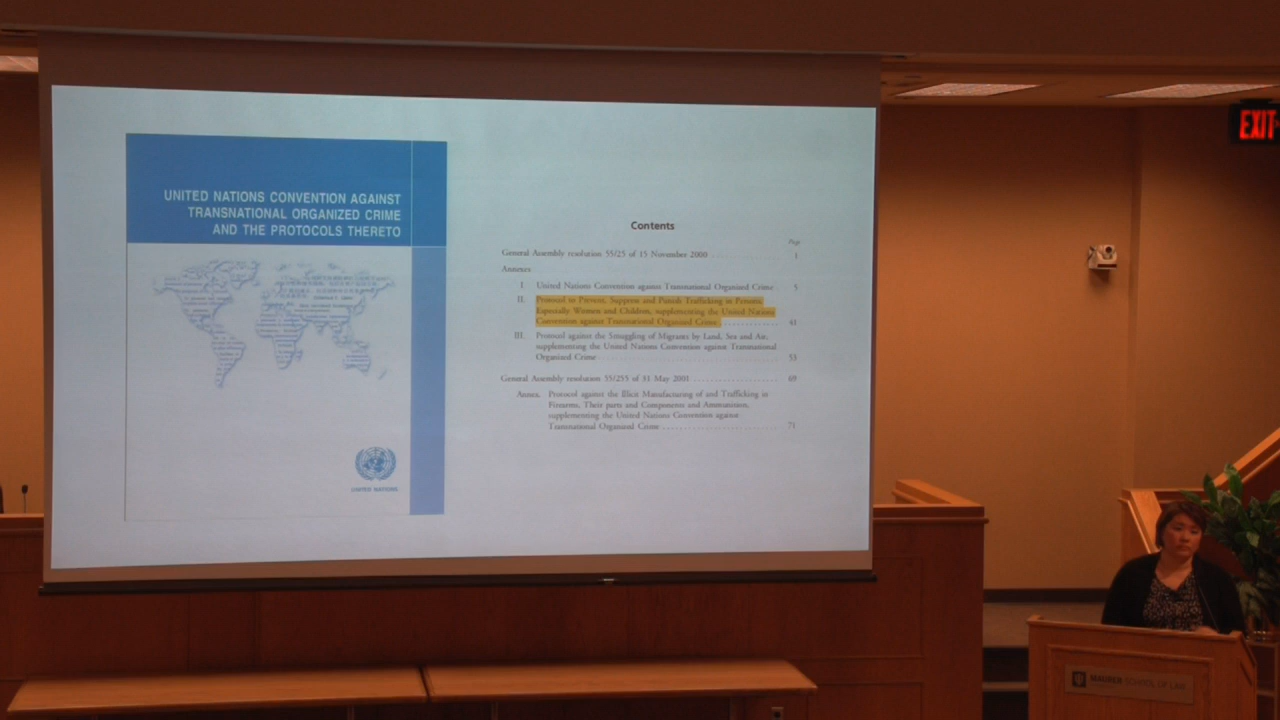 UNITED NATIONS CONVENTION AGAINST
TRANSNATIONAL ORGANIZED CRIME
AND THE PROTOCOLS THERETO
UNITED NATIONS
Contents
Page
General Assembly resolution 55/25 of 15 November 2000 1
Annexes
I. United Nations Convention against Transnational Organized Crime 5
II. Protocol to Prevent, Suppress and Punish Trafficking in Persons,
Especially Women and Children, supplementing the United Nations
Convention against Transnational Organized Crime 41
III. Protocol against the Smuggling of Migrants by Land, Sea and Air,
supplementing the United Nations Convention against Transnational
Organized Crime 53
General Assembly resolution 55/255 of 31 May 2001 69
Annex. Protocol against the Illicit Manufacturing of and Trafficking in
Firearms, Their parts and Components and Ammunition,
supplementing the United Nations Convention against
Transnational Organized Crime 71
EXIT
MAURER SCHOOL OF LAW